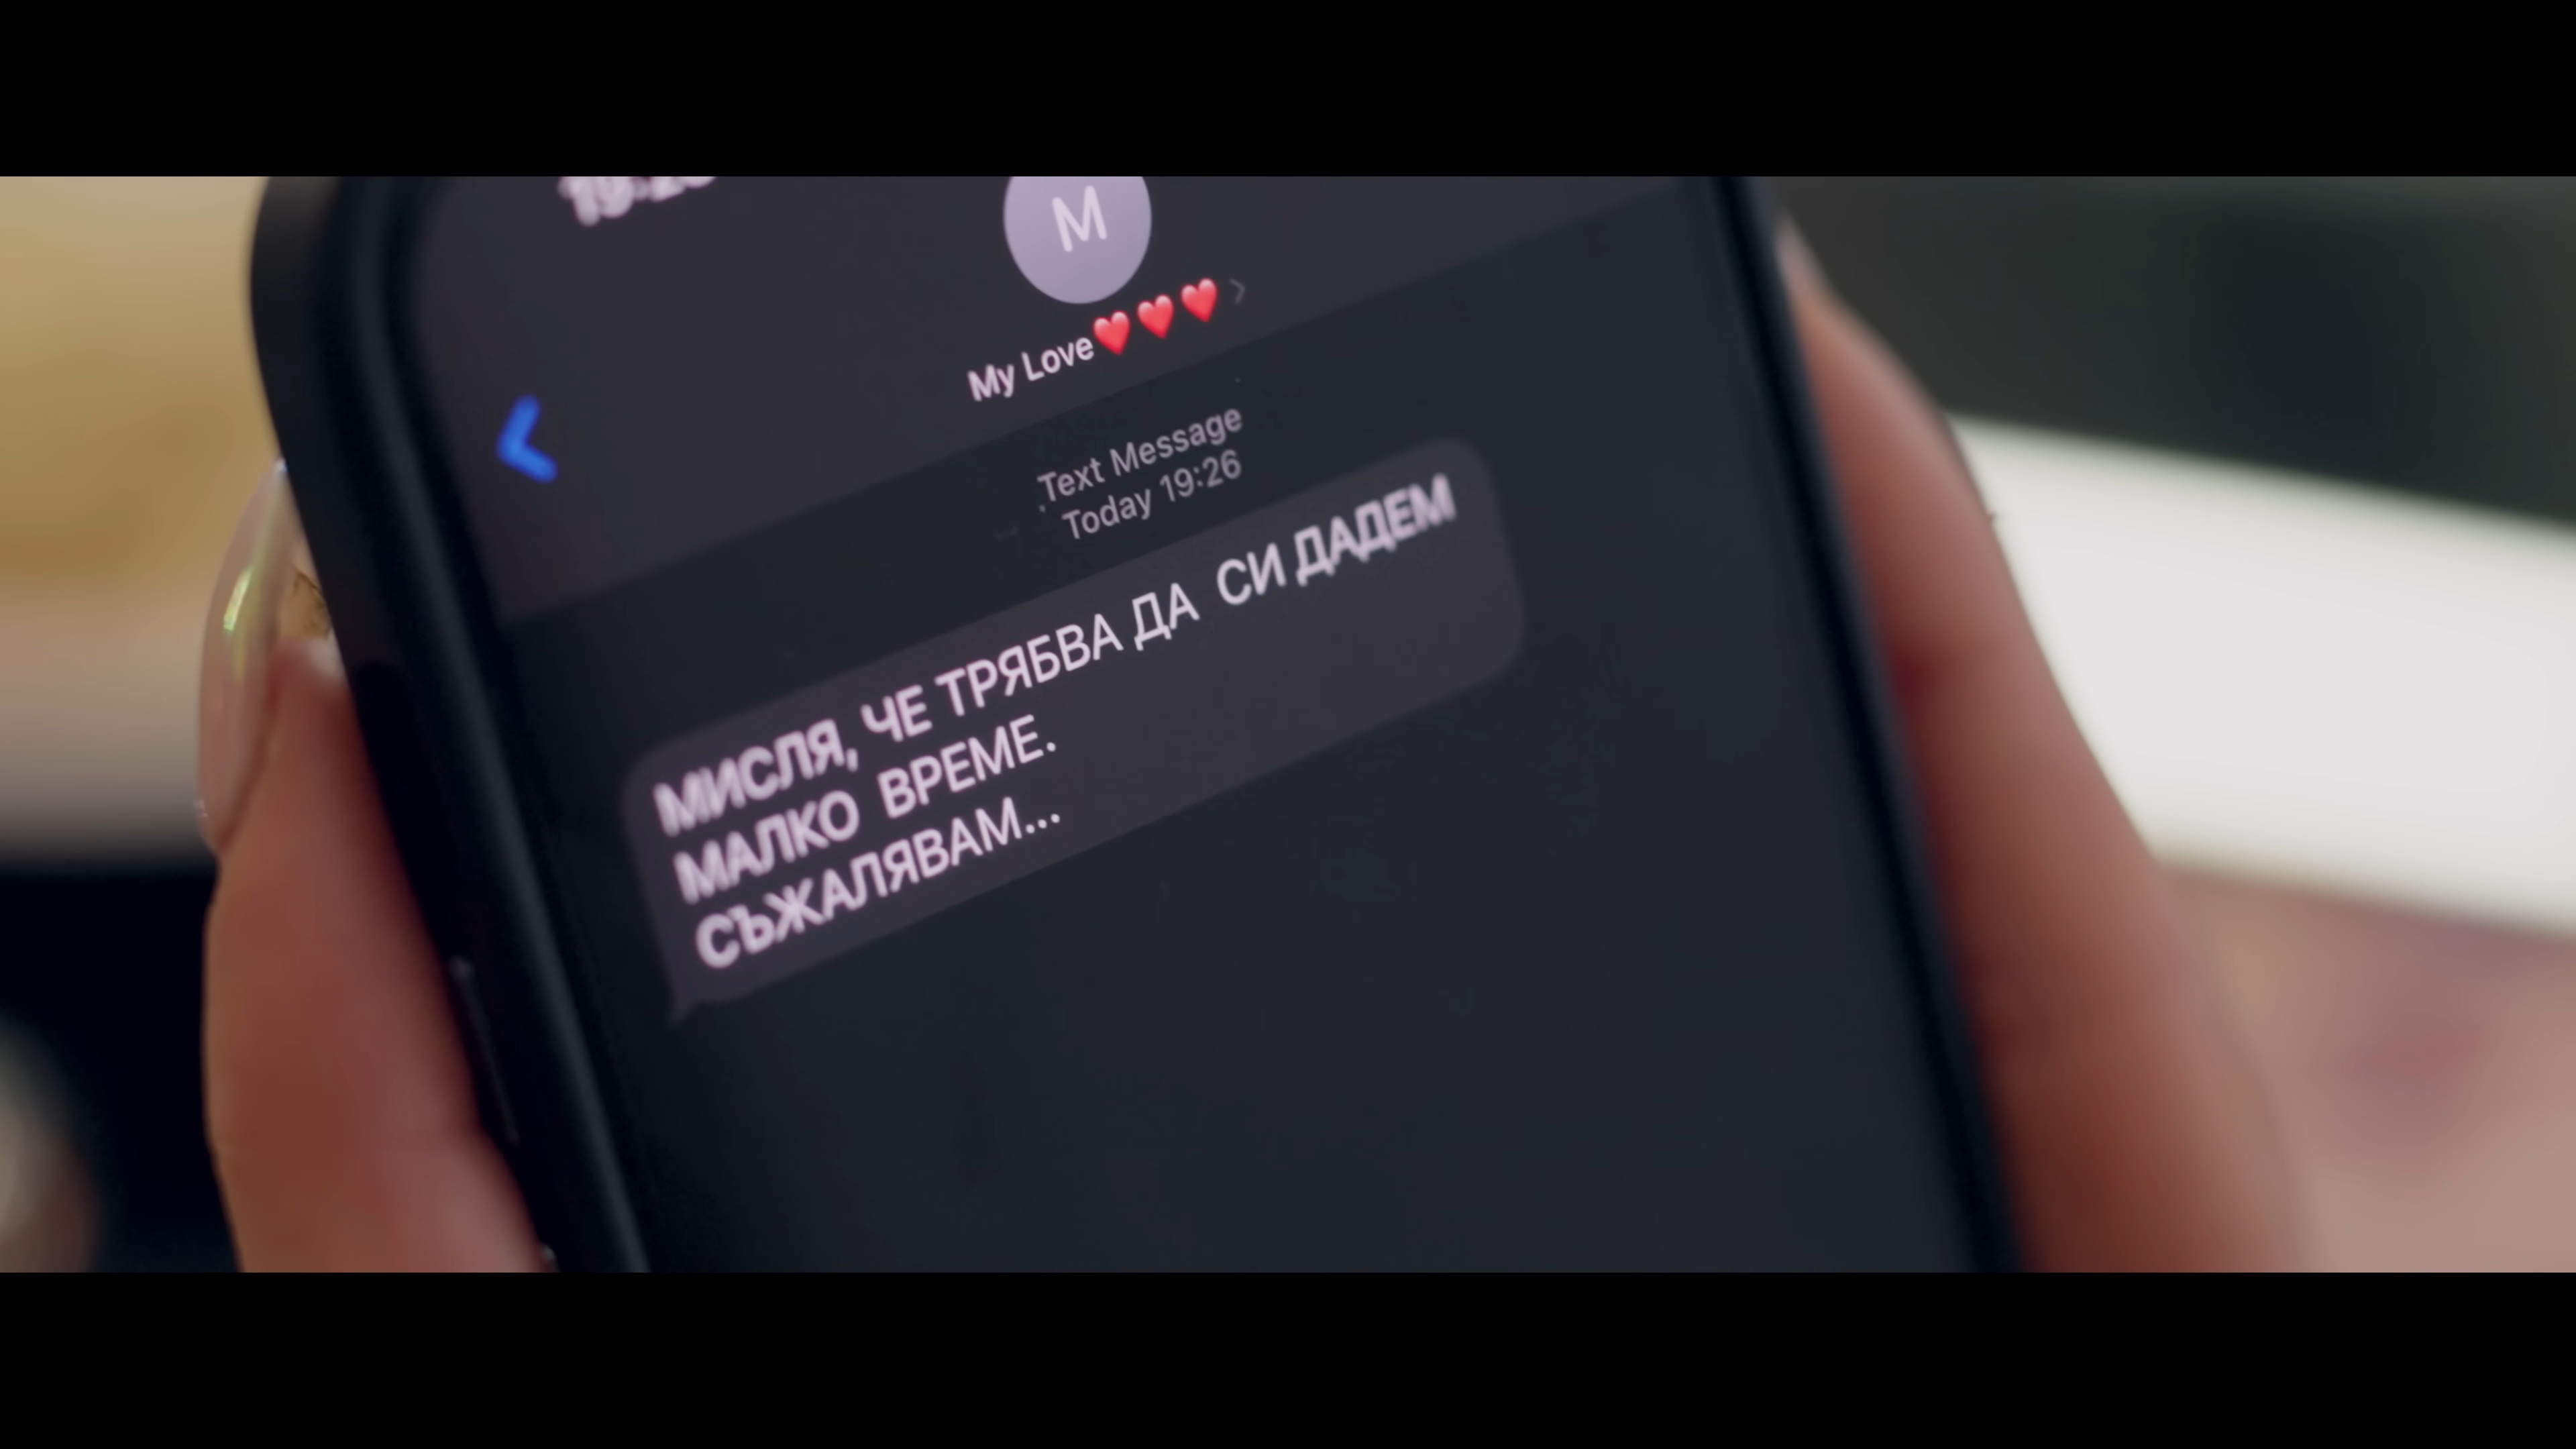 M
My Love❤️❤️❤️
Text Message
Today 19:26
МИСЛЯ, ЧЕ ТРЯБВА ДА СИ ДАДЕМ
МАЛКО ВРЕМЕ.
СЪЖАЛЯВАМ...